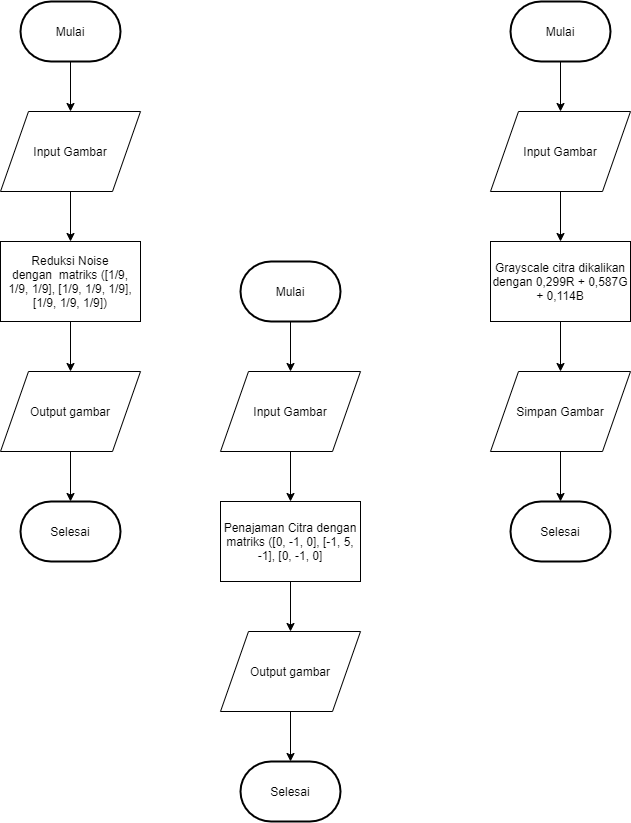 Mulai
Input Gambar
Reduksi Noise
dengan matriks ([1/9,
1/9, 1/9], [1/9, 1/9, 1/9],
[1/9, 1/9, 1/9])
Output gambar
Selesai
Mulai
Input Gambar
Penajaman Citra dengan
matriks ([0, -1, 0], [-1, 5,
-1], [0, -1, 0]
Output gambar
Selesai
Mulai
Input Gambar
Grayscale citra dikalikan
dengan 0,299R + 0,587G
+ 0,114B
Simpan Gambar
Selesai